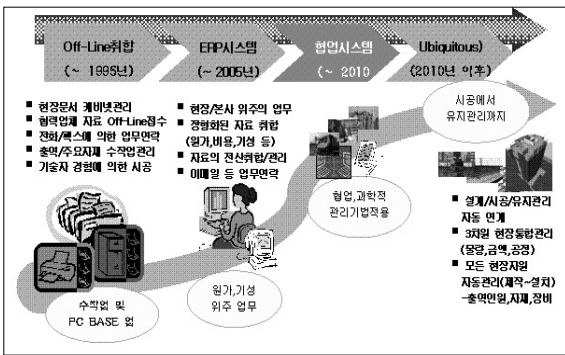 Off-Line취합
(~ 1995년)
ERP시스템
(~ 2005년)
협업시스템
(~ 2010
Ubiquitous)
(2010년 이후)
■ 현장문서 캐비넷관리
■ 협력업체 자료 Off-Line접수
■ 전화/팩스에 의한 업무연락
■ 출역/주요자재 수작업관리
■ 기술자 경험에 의한 시공
■ 현장/본사 위주의 업무
■ 정형화된 자료 취합
(원가,비용,기성 등)
■ 자료의 전산취합/관리
■ 이메일 등 업무연락
시공에서
유지관리까지
협업,과학적
관리기법적용
■ 설계/시공/유지관리
자동 연계
■ 3차원 현장통합관리
(물량,금액,공정)
■ 모든 현장자원
자동관리(제작~설치)
-출역인원,자재,장비
수작업 및
PC BASE 업
원가,기성
위주 업무